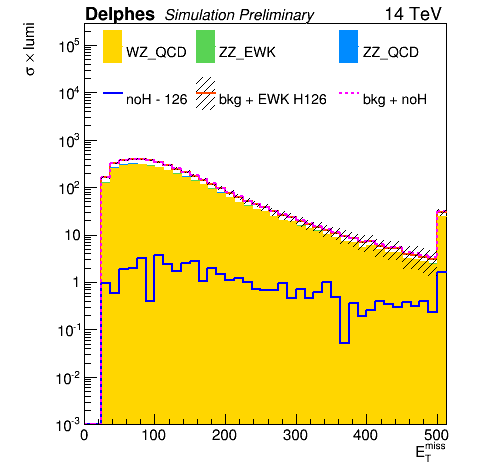 Delphes Simulation Preliminary 14 TeV
σ × lumi
WZ_QCD ZZ_EWK ZZ_QCD
noH - 126 bkg + EWK H126 bkg + noH
10^5
10^4
10^3
10^2
10
1
10^-1
10^-2
10^-3
0 100 200 300 400 500
E_T^miss